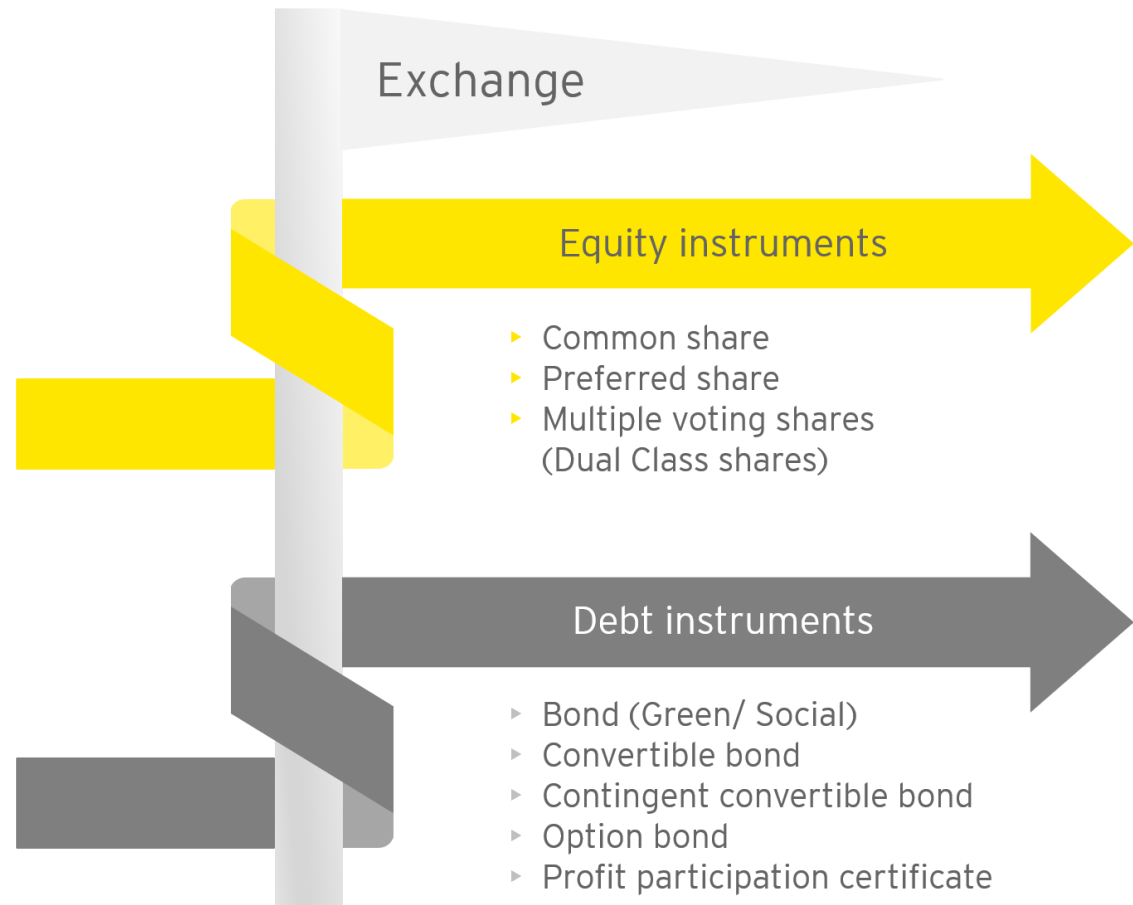 Exchange
Equity instruments
Common share
Preferred share
Multiple voting shares
(Dual Class shares)
Debt instruments
Bond (Green/ Social)
Convertible bond
Contingent convertible bond
Option bond
Profit participation certificate